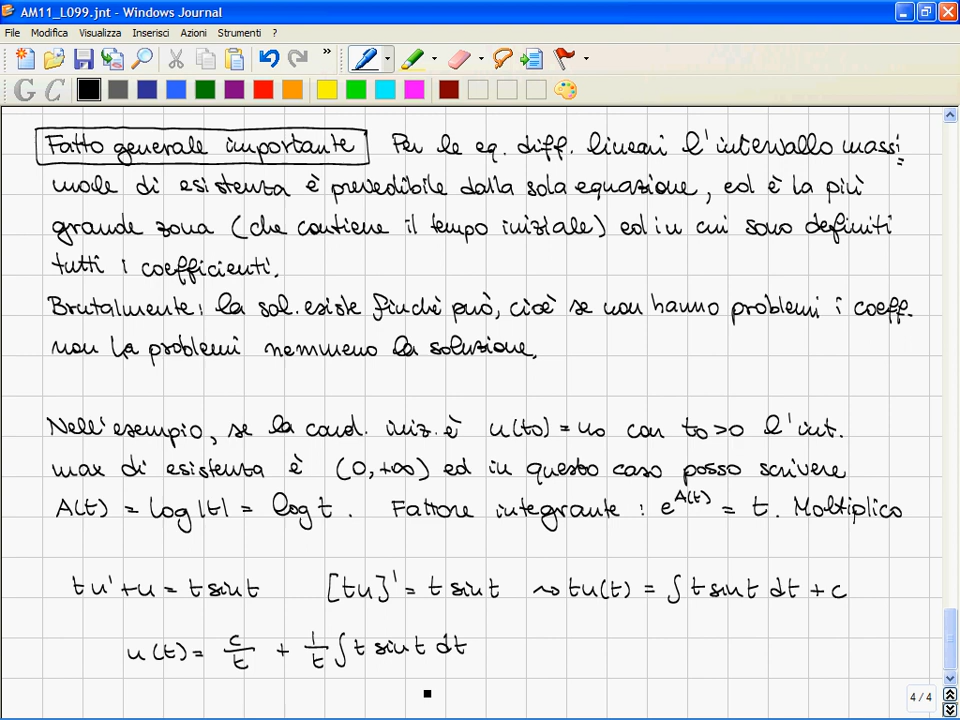 AM11_L099.jnt - Windows Journal
File Modifica Visualizza Inserisci Azioni Strumenti ?
»
G C
Fatto generale importante Per le eq. diff. lineari l'intervallo massi
male di esistenza è prevedibile dalla sola equazione, ed è la più
grande zona (che contiene il tempo iniziale) ed in cui sono definiti
tutti i coefficienti.
Brutalmente: la sol. esiste finché può, cioè se non hanno problemi i coeff.
non ha problemi nemmeno la soluzione.
Nell'esempio, se la cond. iniz. è u(t0) = u0 con t0>0 l'int.
max di esistenza è (0,+∞) ed in questo caso posso scrivere
A(t) = log|t| = log t. Fattore integrante: e^A(t) = t. Moltiplico
tu'+u = t sin t [tu]' = t sin t ⇝ tu(t) = ∫ t sin t dt + c
u(t) = c/t + 1/t ∫ t sin t dt
4 / 4